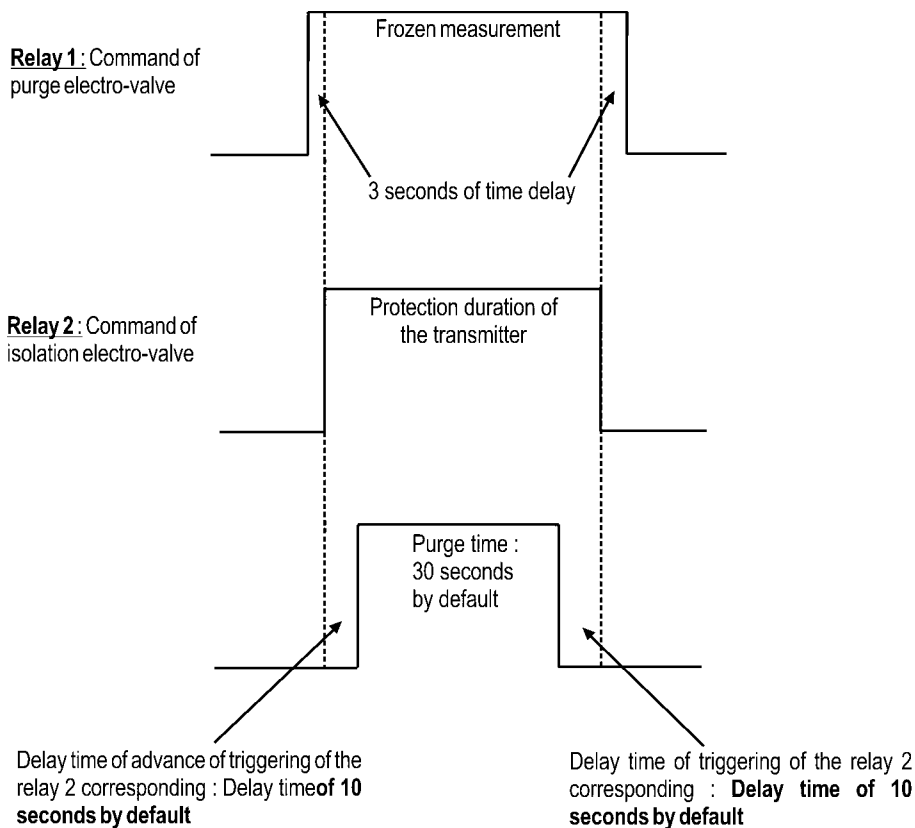 Frozen measurement
Relay 1 : Command of
purge electro-valve
3 seconds of time delay
Protection duration of
the transmitter
Relay 2 : Command of
isolation electro-valve
Purge time :
30 seconds
by default
Delay time of advance of triggering of the
relay 2 corresponding : Delay timeof 10
seconds by default
Delay time of triggering of the relay 2
corresponding : Delay time of 10
seconds by default